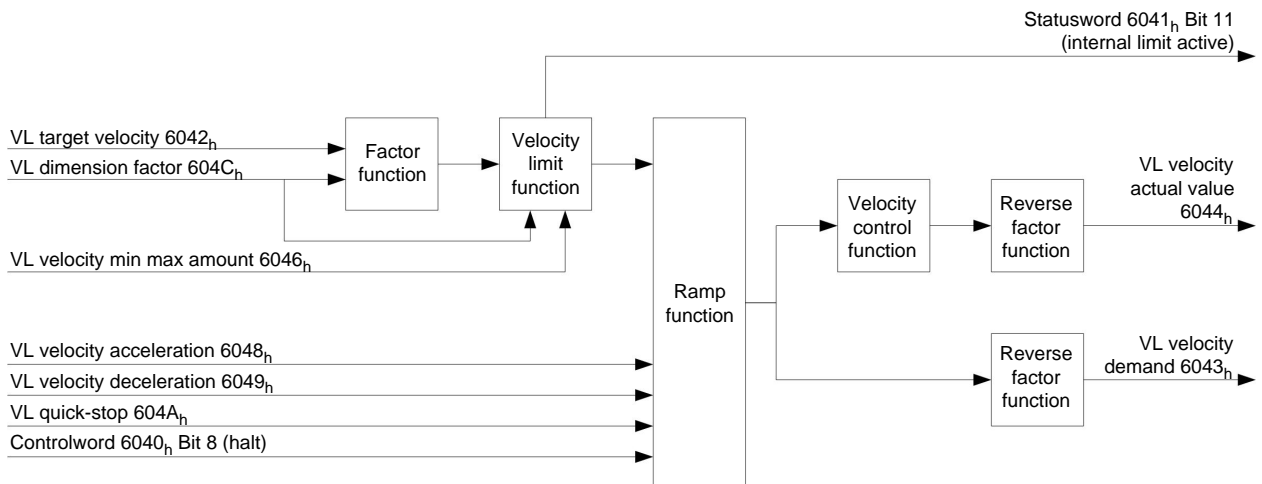 Statusword 6041h Bit 11
(internal limit active)
VL target velocity 6042h
VL dimension factor 604Ch
Factor
function
Velocity
limit
function
VL velocity min max amount 6046h
Ramp
function
Velocity
control
function
Reverse
factor
function
VL velocity
actual value
6044h
VL velocity acceleration 6048h
VL velocity deceleration 6049h
VL quick-stop 604Ah
Controlword 6040h Bit 8 (halt)
Reverse
factor
function
VL velocity
demand 6043h